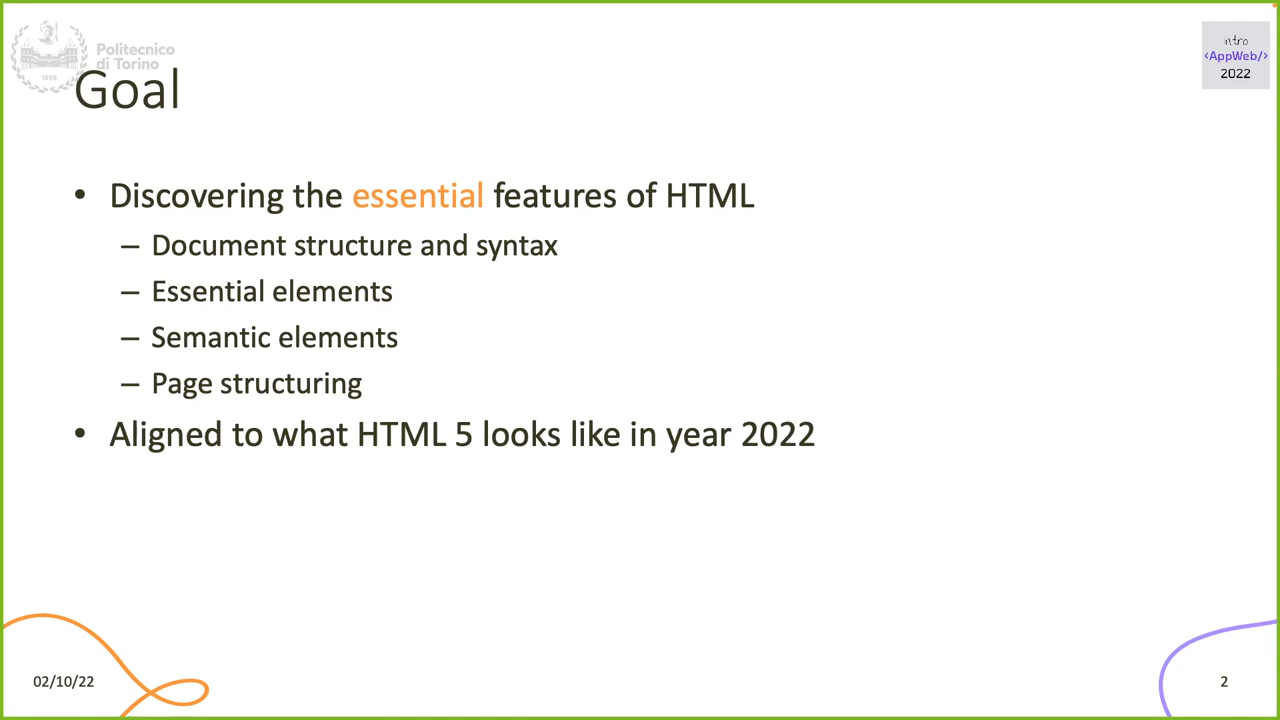 Politecnico
di Torino
1859
intro
<AppWeb/>
2022
Goal
• Discovering the essential features of HTML
– Document structure and syntax
– Essential elements
– Semantic elements
– Page structuring
• Aligned to what HTML 5 looks like in year 2022
02/10/22
2